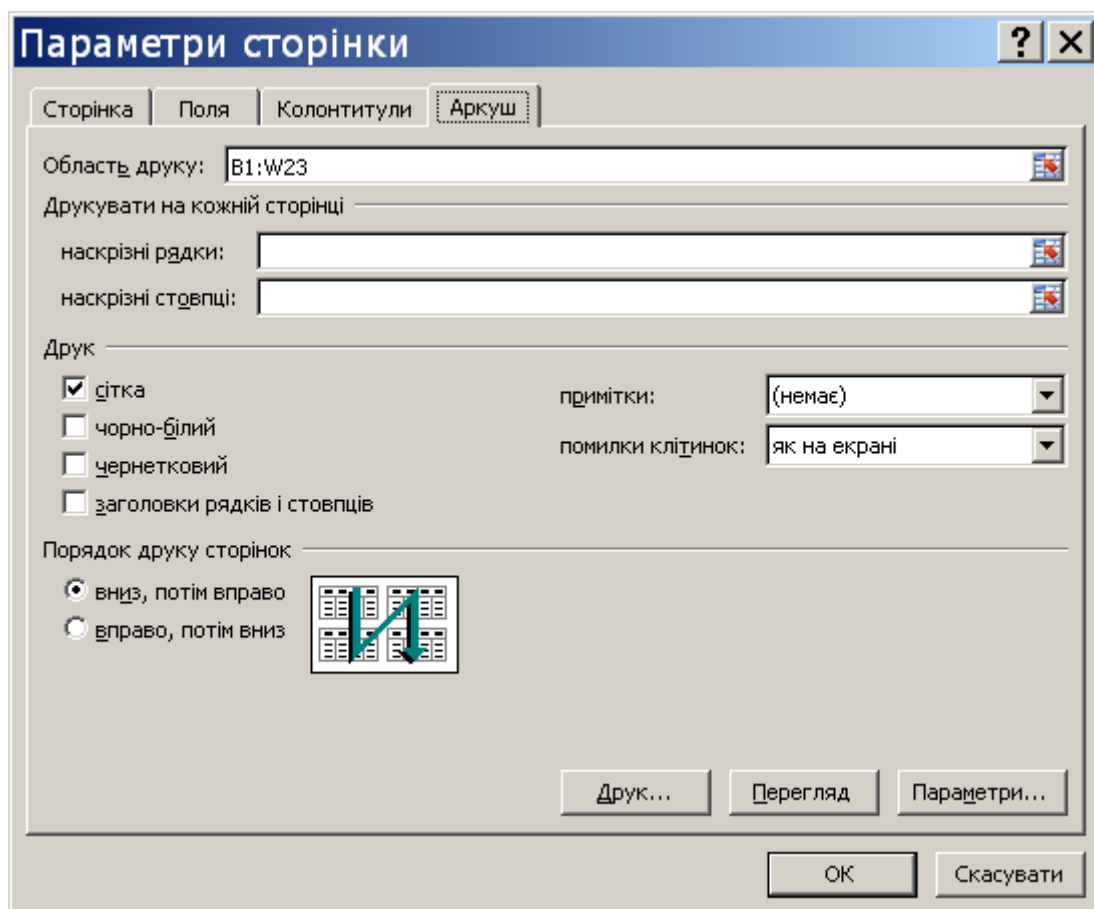 Параметри сторінки
Сторінка Поля Колонтитули Аркуш
Область друку: B1:W23
Друкувати на кожній сторінці
наскрізні рядки:
наскрізні стовпці:
Друк
сітка
примітки: (немає)
чорно-білий
помилки клітинок: як на екрані
чернетковий
заголовки рядків і стовпців
Порядок друку сторінок
вниз, потім вправо
вправо, потім вниз
Друк... Перегляд Параметри...
ОК Скасувати